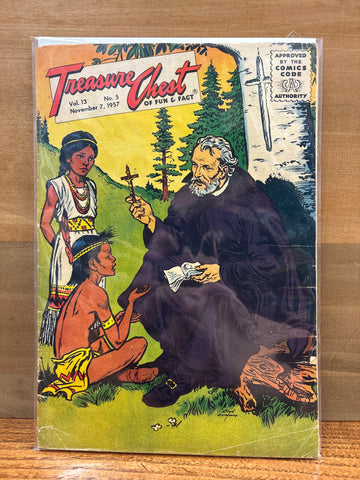 Treasure Chest
OF FUN & FACT®
Vol. 13 No. 5
November 7, 1957
APPROVED
BY THE
COMICS
CODE
CA
AUTHORITY